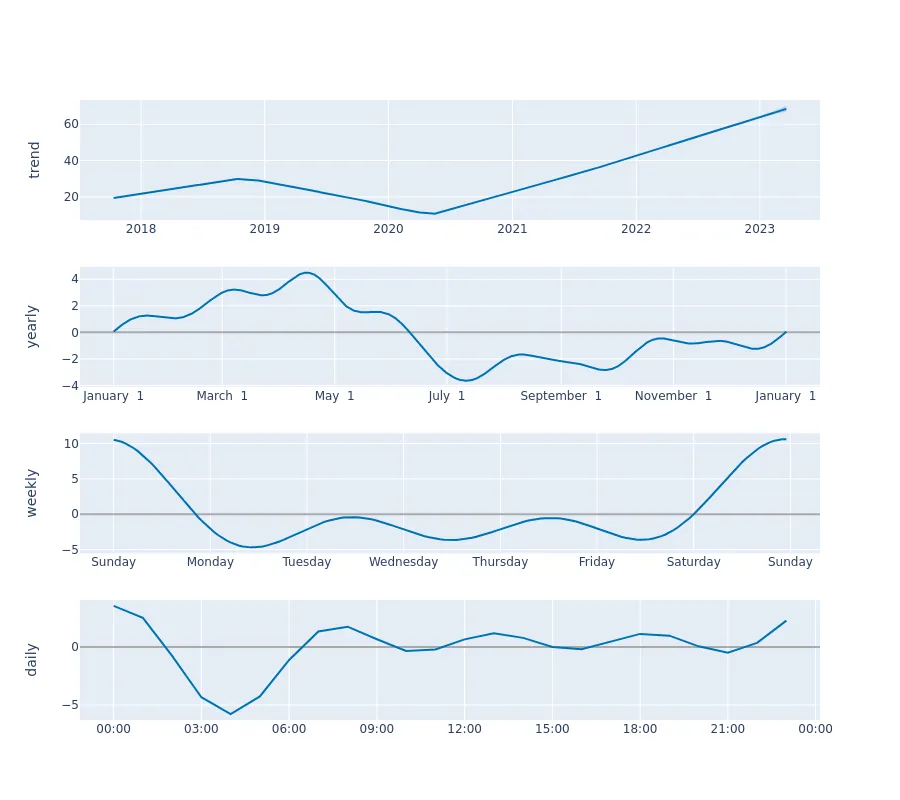 trend
60
40
20
2018 2019 2020 2021 2022 2023
yearly
4
2
0
−2
−4
January 1 March 1 May 1 July 1 September 1 November 1 January 1
weekly
10
5
0
−5
Sunday Monday Tuesday Wednesday Thursday Friday Saturday Sunday
daily
0
−5
00:00 03:00 06:00 09:00 12:00 15:00 18:00 21:00 00:00